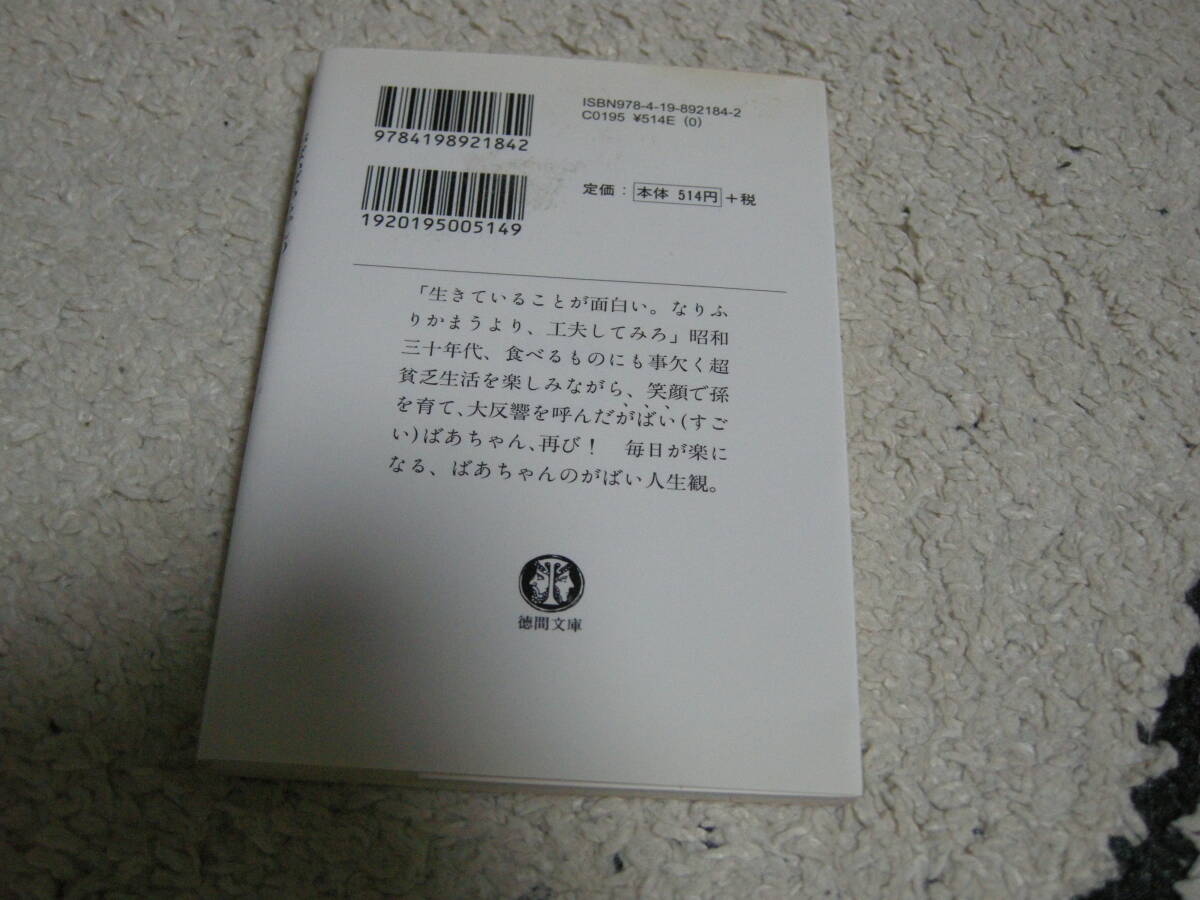 ISBN978-4-19-892184-2
C0195 ¥514E (0)
9784198921842
定価：本体 514円＋税
1920195005149
「生きていることが面白い。なりふ
りかまうより、工夫してみろ」昭和
三十年代、食べるものにも事欠く超
貧乏生活を楽しみながら、笑顔で孫
を育て、大反響を呼んだがばい(すご
い)ばあちゃん、再び！　毎日が楽に
なる、ばあちゃんのがばい人生観。
徳間文庫